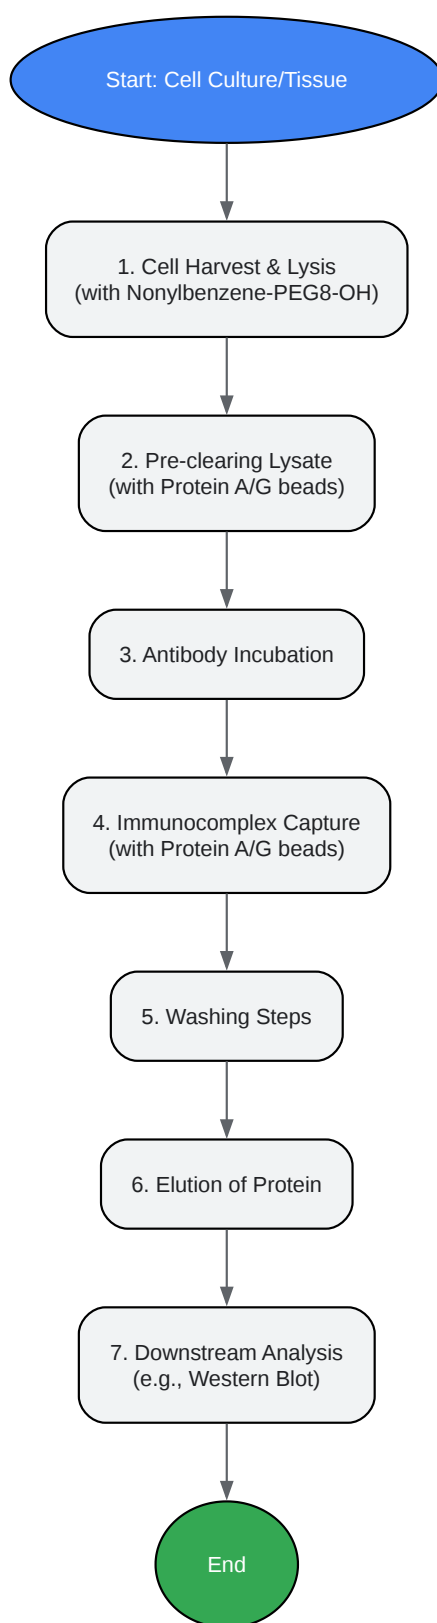 Start: Cell Culture/Tissue
1. Cell Harvest & Lysis
(with Nonylbenzene-PEG8-OH)
2. Pre-clearing Lysate
(with Protein A/G beads)
3. Antibody Incubation
4. Immunocomplex Capture
(with Protein A/G beads)
5. Washing Steps
6. Elution of Protein
7. Downstream Analysis
(e.g., Western Blot)
End